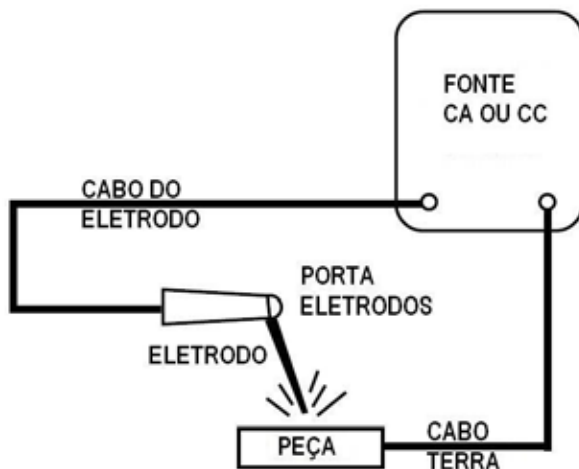 FONTE
CA OU CC
CABO DO
ELETRODO
PORTA
ELETRODOS
ELETRODO
PEÇA
CABO
TERRA